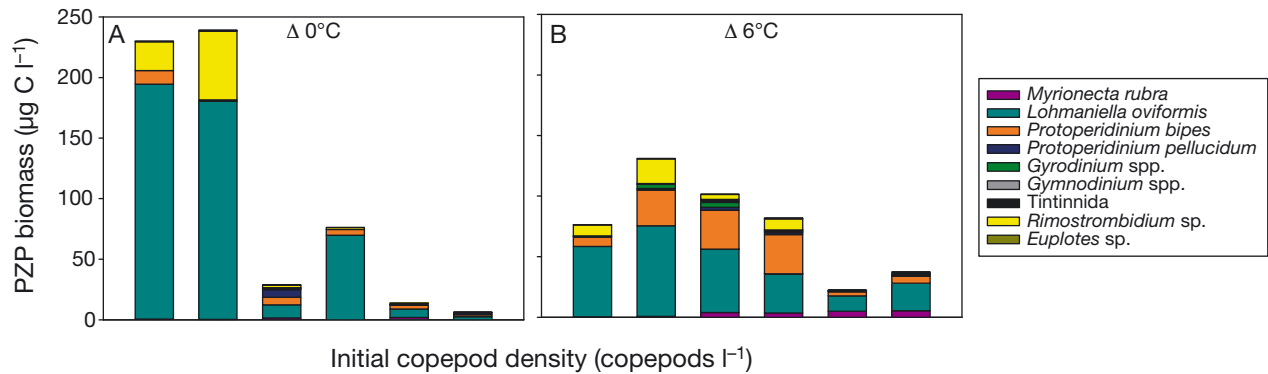 PZP biomass (µg C l⁻¹)
250
200
150
100
50
0
A
Δ 0°C
B
Δ 6°C
Myrionecta rubra
Lohmaniella oviformis
Protoperidinium bipes
Protoperidinium pellucidum
Gyrodinium spp.
Gymnodinium spp.
Tintinnida
Rimostrombidium sp.
Euplotes sp.
Initial copepod density (copepods l⁻¹)